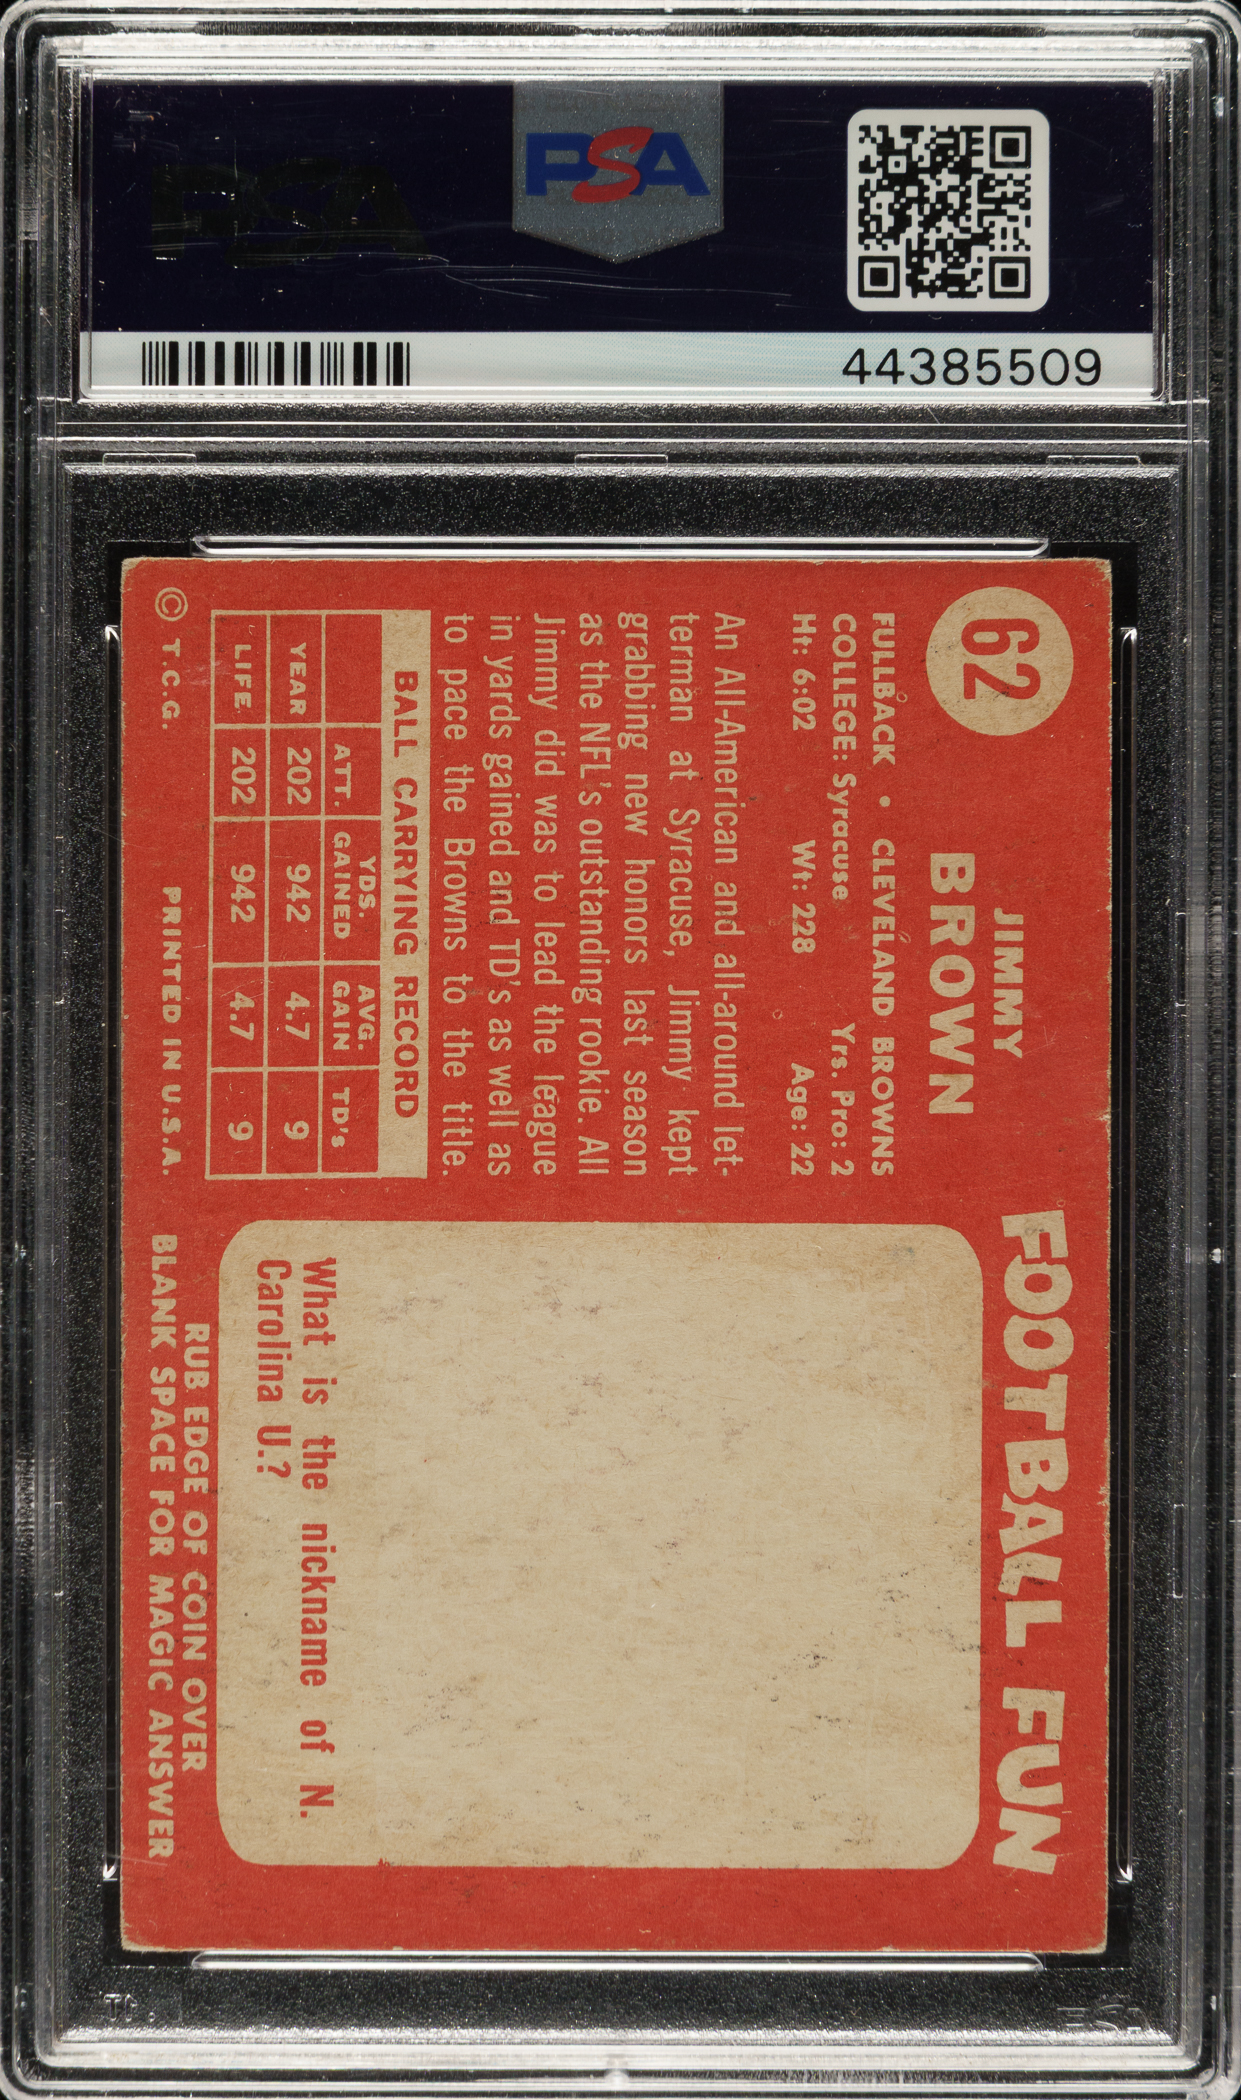 PSA
PSA
44385509
62
JIMMY
BROWN
FULLBACK • CLEVELAND BROWNS
COLLEGE: Syracuse Yrs. Pro: 2
Ht: 6:02 Wt: 228 Age: 22
An All-American and all-around let-
terman at Syracuse, Jimmy kept
grabbing new honors last season
as the NFL's outstanding rookie. All
Jimmy did was to lead the league
in yards gained and TD's as well as
to pace the Browns to the title.
BALL CARRYING RECORD
ATT. YDS. GAINED AVG. GAIN TD's
YEAR 202 942 4.7 9
LIFE 202 942 4.7 9
© T.C.G. PRINTED IN U.S.A.
FOOTBALL FUN
What is the nickname of N.
Carolina U.?
RUB EDGE OF COIN OVER
BLANK SPACE FOR MAGIC ANSWER